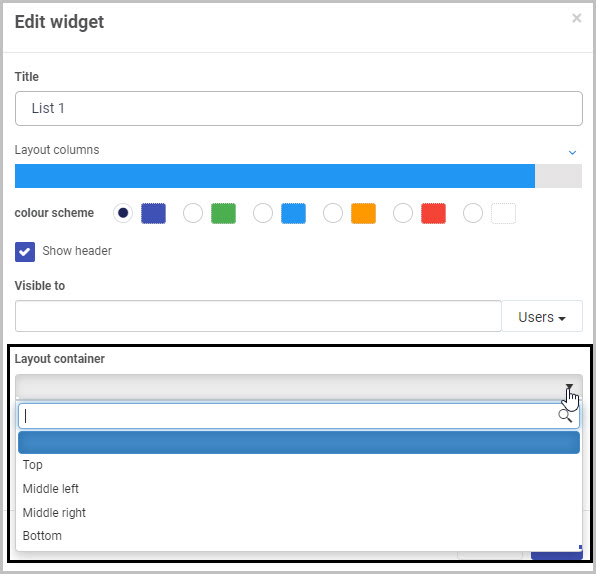 Edit widget
Title
List 1
Layout columns
colour scheme
Show header
Visible to
Users
Layout container
Top
Middle left
Middle right
Bottom